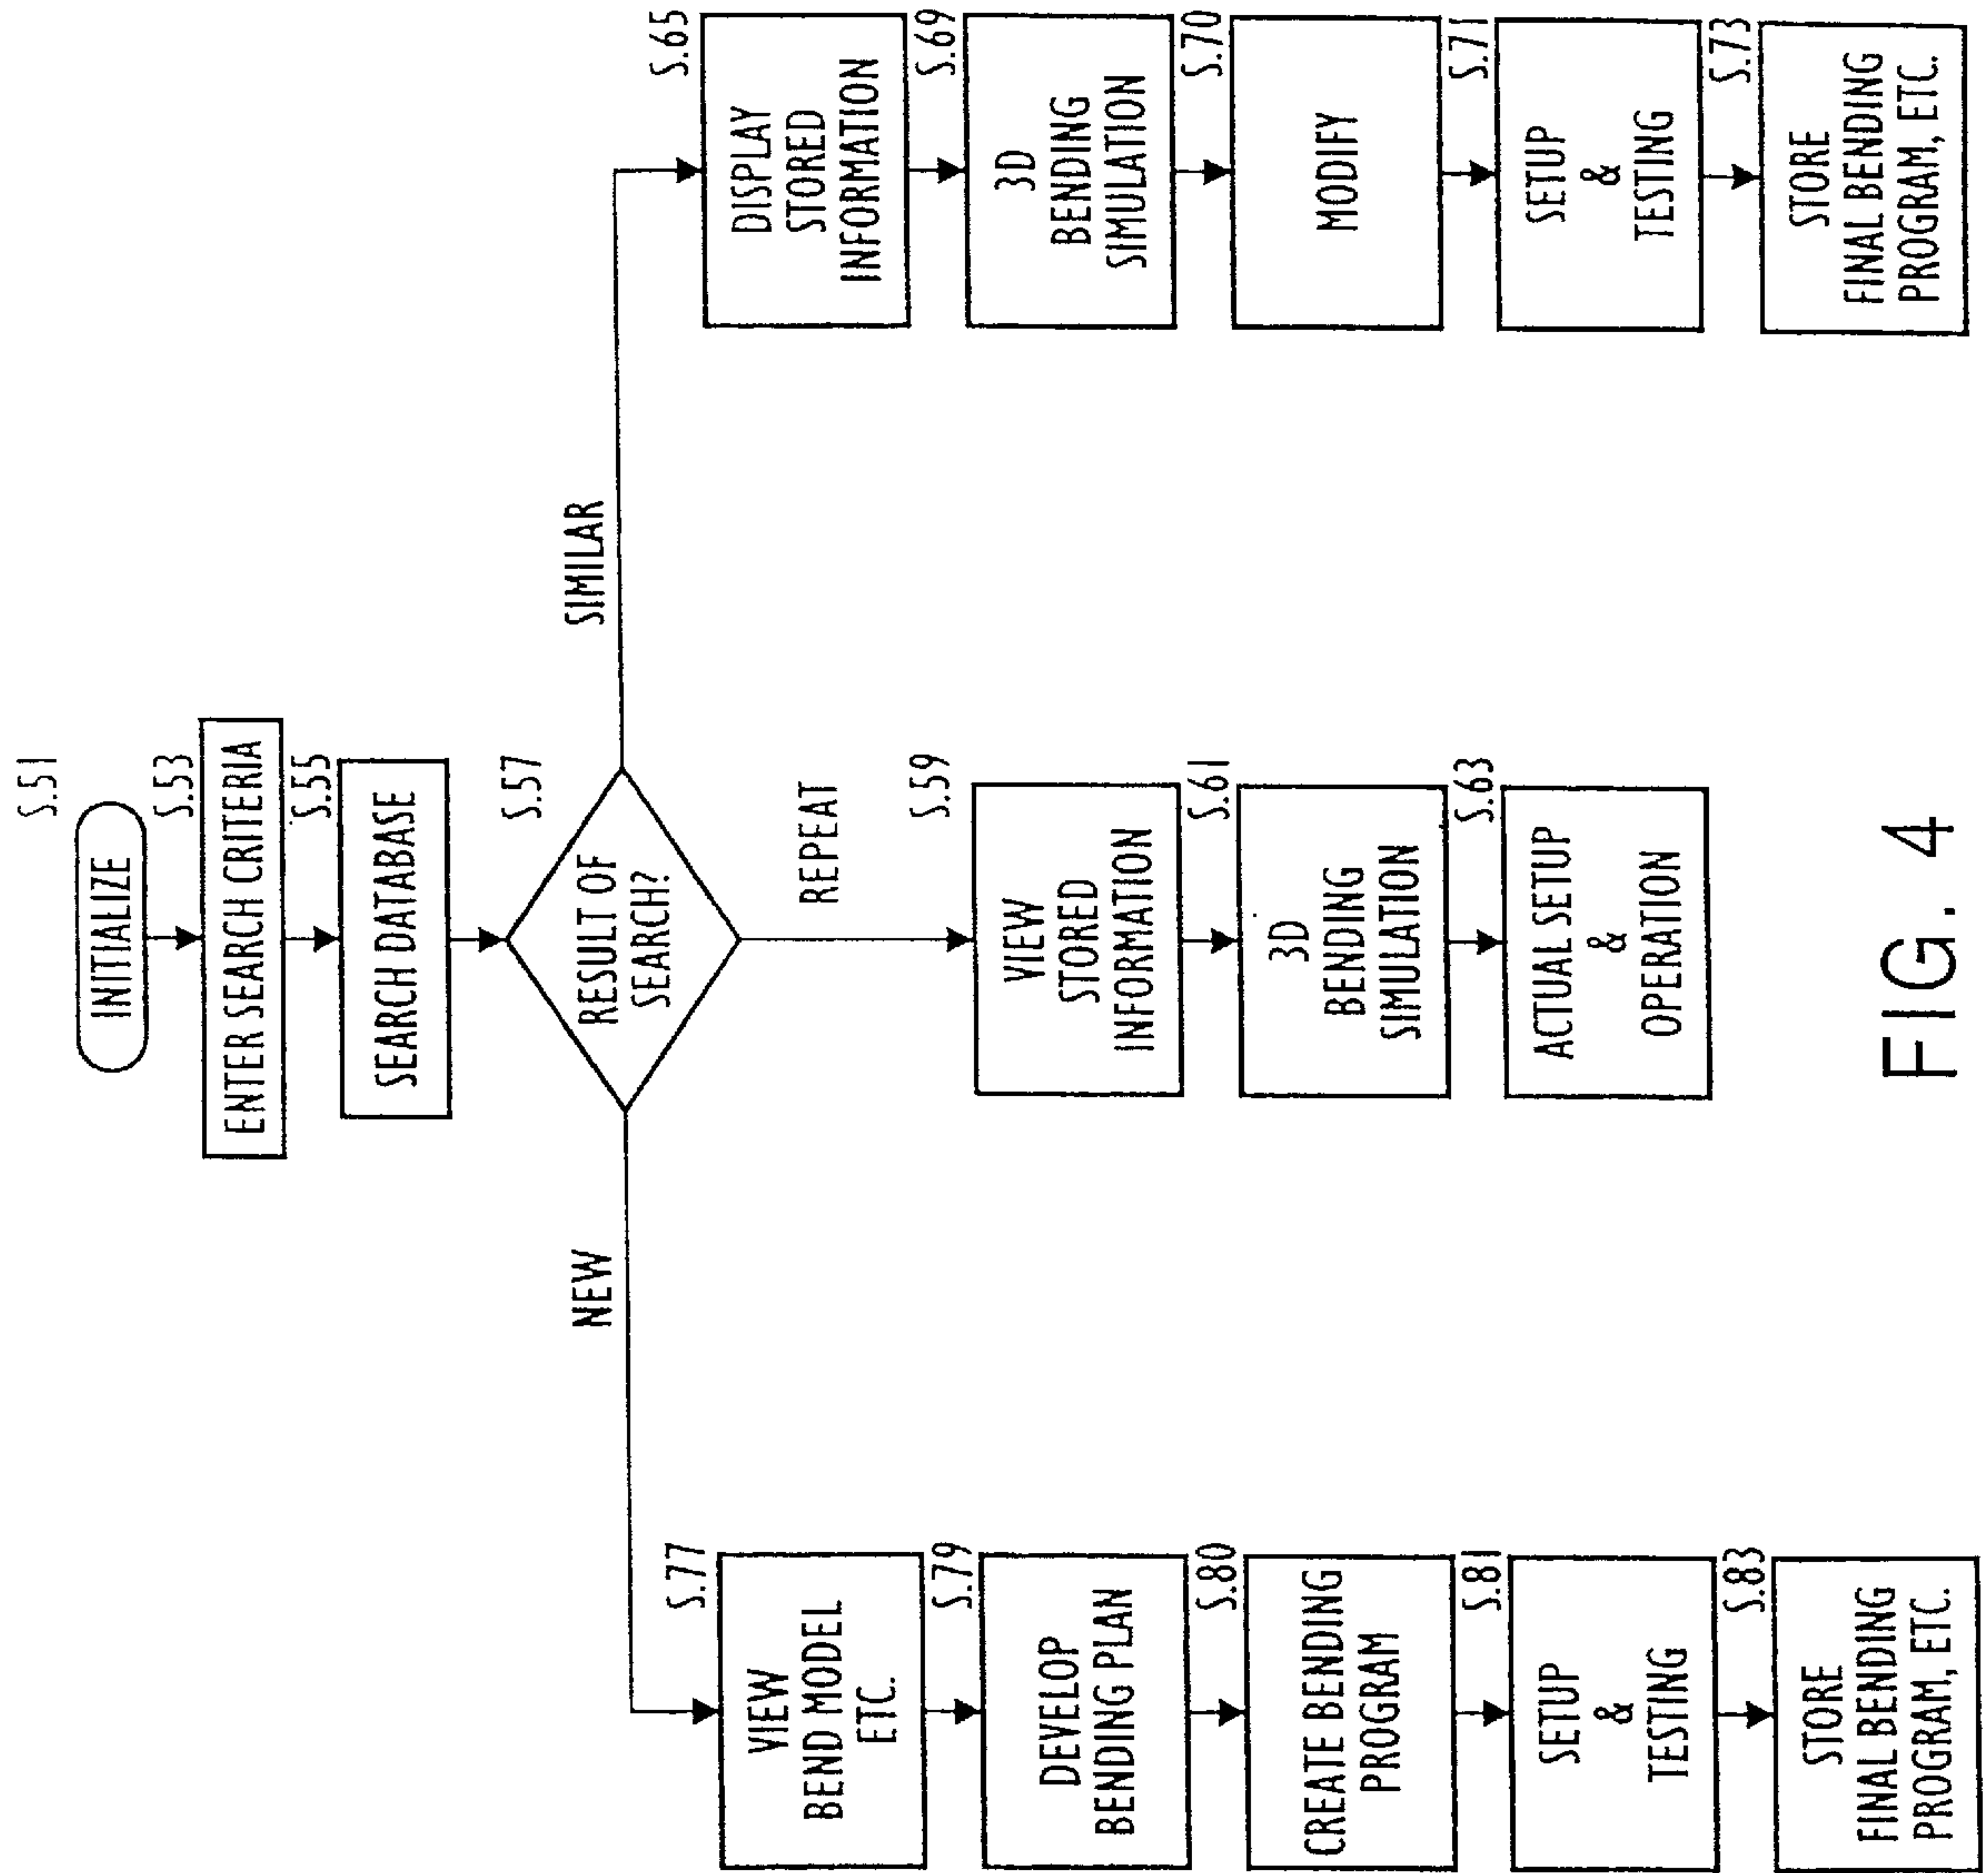 S.51
INITIALIZE
S.53
ENTER SEARCH CRITERIA
S.55
SEARCH DATABASE
S.57
RESULT OF
SEARCH?
NEW
REPEAT
SIMILAR
S.77
VIEW
BEND MODEL
ETC.
S.79
DEVELOP
BENDING PLAN
S.80
CREATE BENDING
PROGRAM
S.81
SETUP
&
TESTING
S.83
STORE
FINAL BENDING
PROGRAM, ETC.
S.59
VIEW
STORED
INFORMATION
S.61
3D
BENDING
SIMULATION
S.63
ACTUAL SETUP
&
OPERATION
S.65
DISPLAY
STORED
INFORMATION
S.69
3D
BENDING
SIMULATION
S.70
MODIFY
S.71
SETUP
&
TESTING
S.73
STORE
FINAL BENDING
PROGRAM, ETC.
FIG. 4